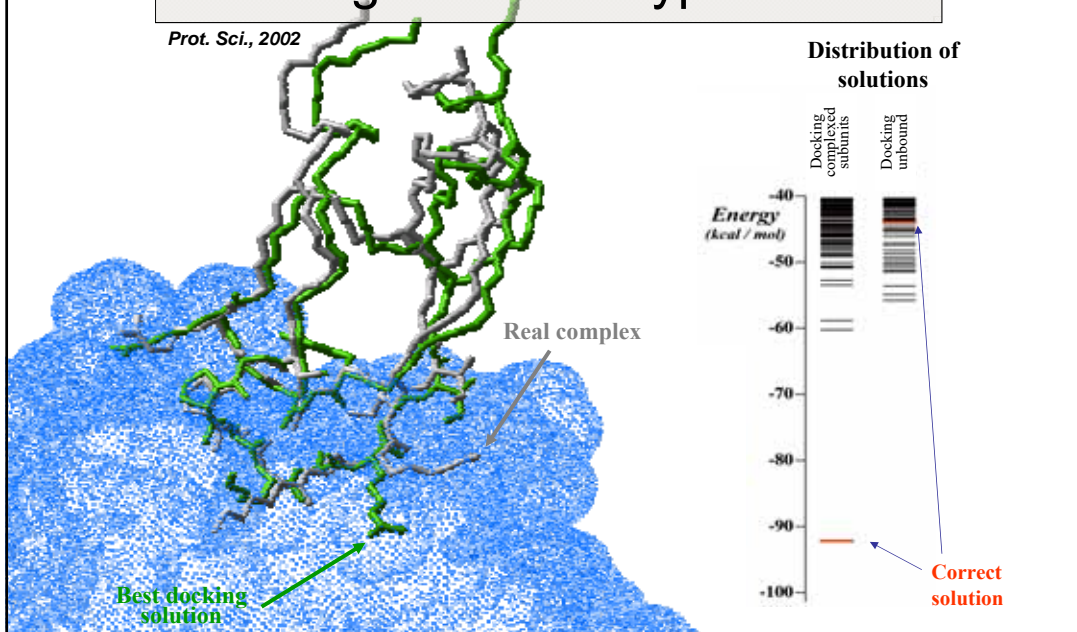 Prot. Sci., 2002
Distribution of
solutions
Docking
complexed
subunits
Docking
unbound
Energy
(kcal / mol)
-40
-50
-60
-70
-80
-90
-100
Real complex
Best docking
solution
Correct
solution